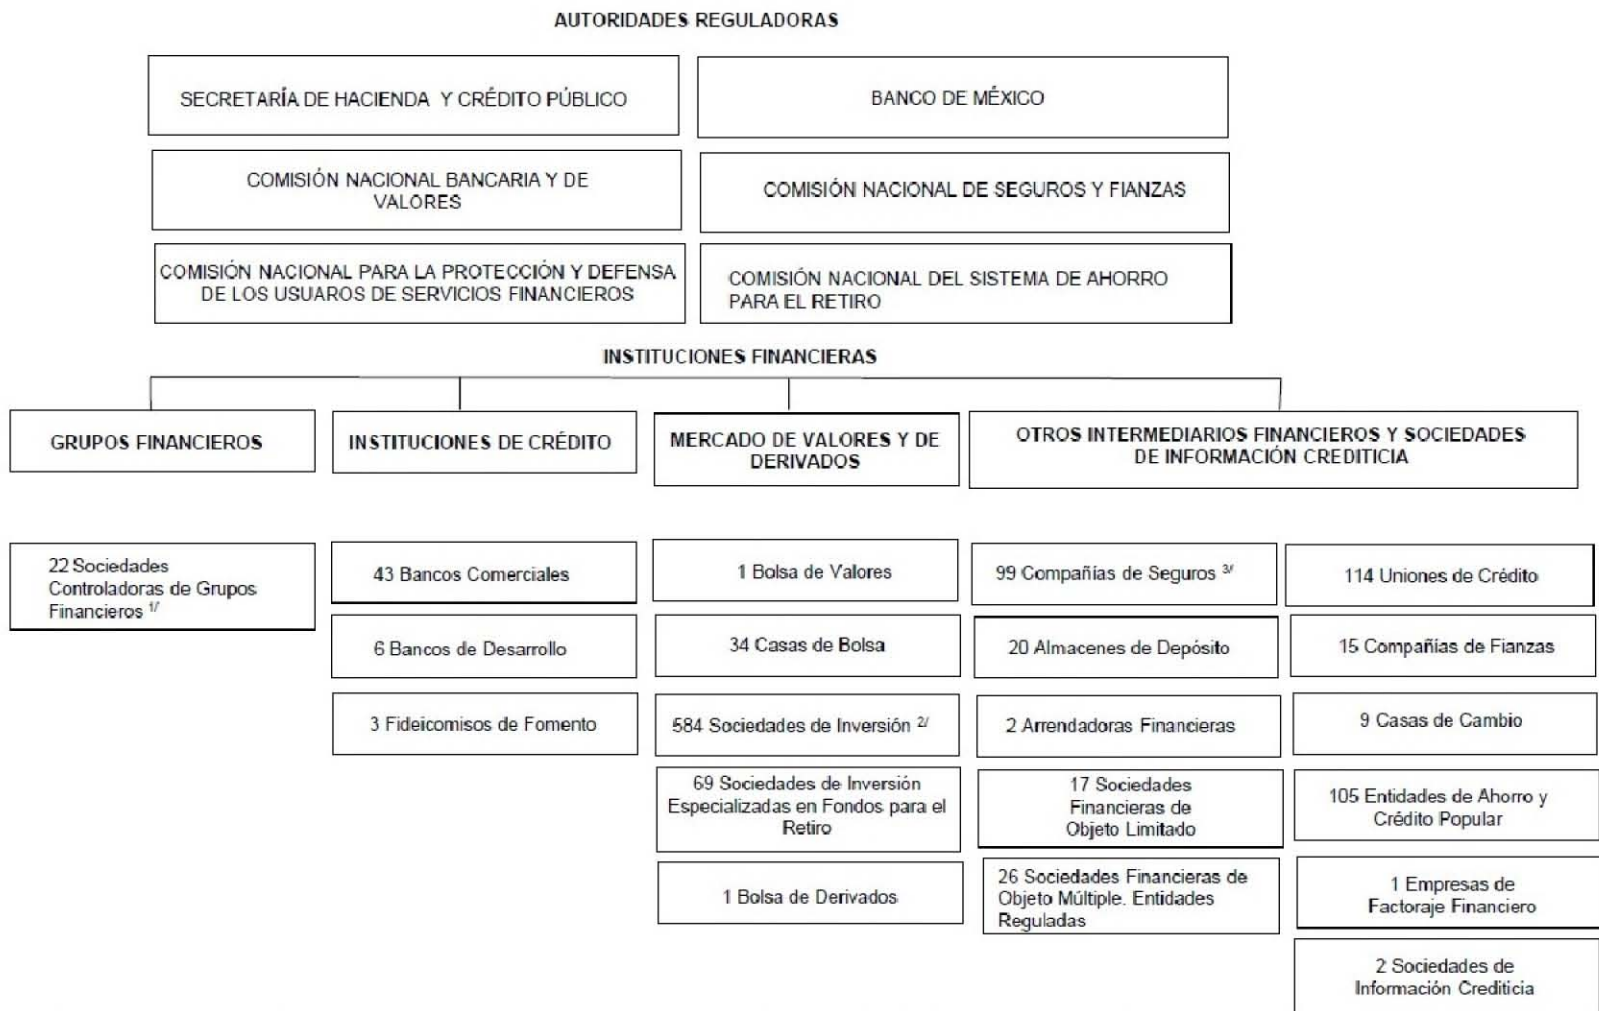 AUTORIDADES REGULADORAS
SECRETARÍA DE HACIENDA Y CRÉDITO PÚBLICO
BANCO DE MÉXICO
COMISIÓN NACIONAL BANCARIA Y DE
VALORES
COMISIÓN NACIONAL DE SEGUROS Y FIANZAS
COMISIÓN NACIONAL PARA LA PROTECCIÓN Y DEFENSA
DE LOS USUAROS DE SERVICIOS FINANCIEROS
COMISIÓN NACIONAL DEL SISTEMA DE AHORRO
PARA EL RETIRO
INSTITUCIONES FINANCIERAS
GRUPOS FINANCIEROS
INSTITUCIONES DE CRÉDITO
MERCADO DE VALORES Y DE
DERIVADOS
OTROS INTERMEDIARIOS FINANCIEROS Y SOCIEDADES
DE INFORMACIÓN CREDITICIA
22 Sociedades
Controladoras de Grupos
Financieros 1/
43 Bancos Comerciales
6 Bancos de Desarrollo
3 Fideicomisos de Fomento
1 Bolsa de Valores
34 Casas de Bolsa
584 Sociedades de Inversión 2/
69 Sociedades de Inversión
Especializadas en Fondos para el
Retiro
1 Bolsa de Derivados
99 Compañías de Seguros 3/
20 Almacenes de Depósito
2 Arrendadoras Financieras
17 Sociedades
Financieras de
Objeto Limitado
26 Sociedades Financieras de
Objeto Múltiple. Entidades
Reguladas
114 Uniones de Crédito
15 Compañías de Fianzas
9 Casas de Cambio
105 Entidades de Ahorro y
Crédito Popular
1 Empresas de
Factoraje Financiero
2 Sociedades de
Información Crediticia